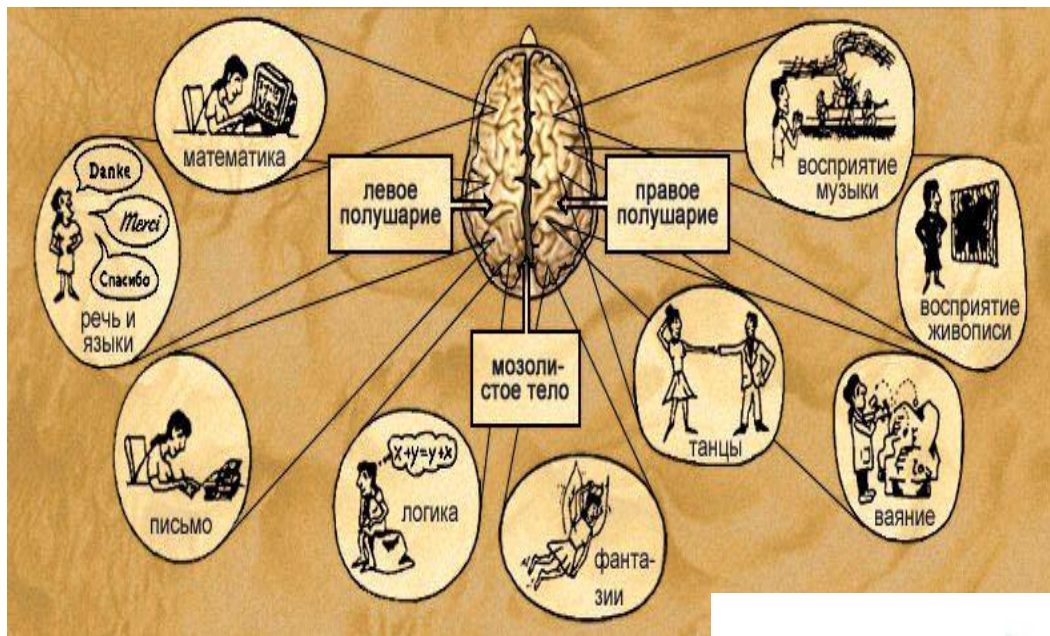 математика
Danke
Merci
Спасибо
речь и
языки
письмо
x+y=y+x
логика
левое
полушарие
правое
полушарие
мозоли-
стое тело
фанта-
зии
танцы
восприятие
музыки
восприятие
живописи
ваяние